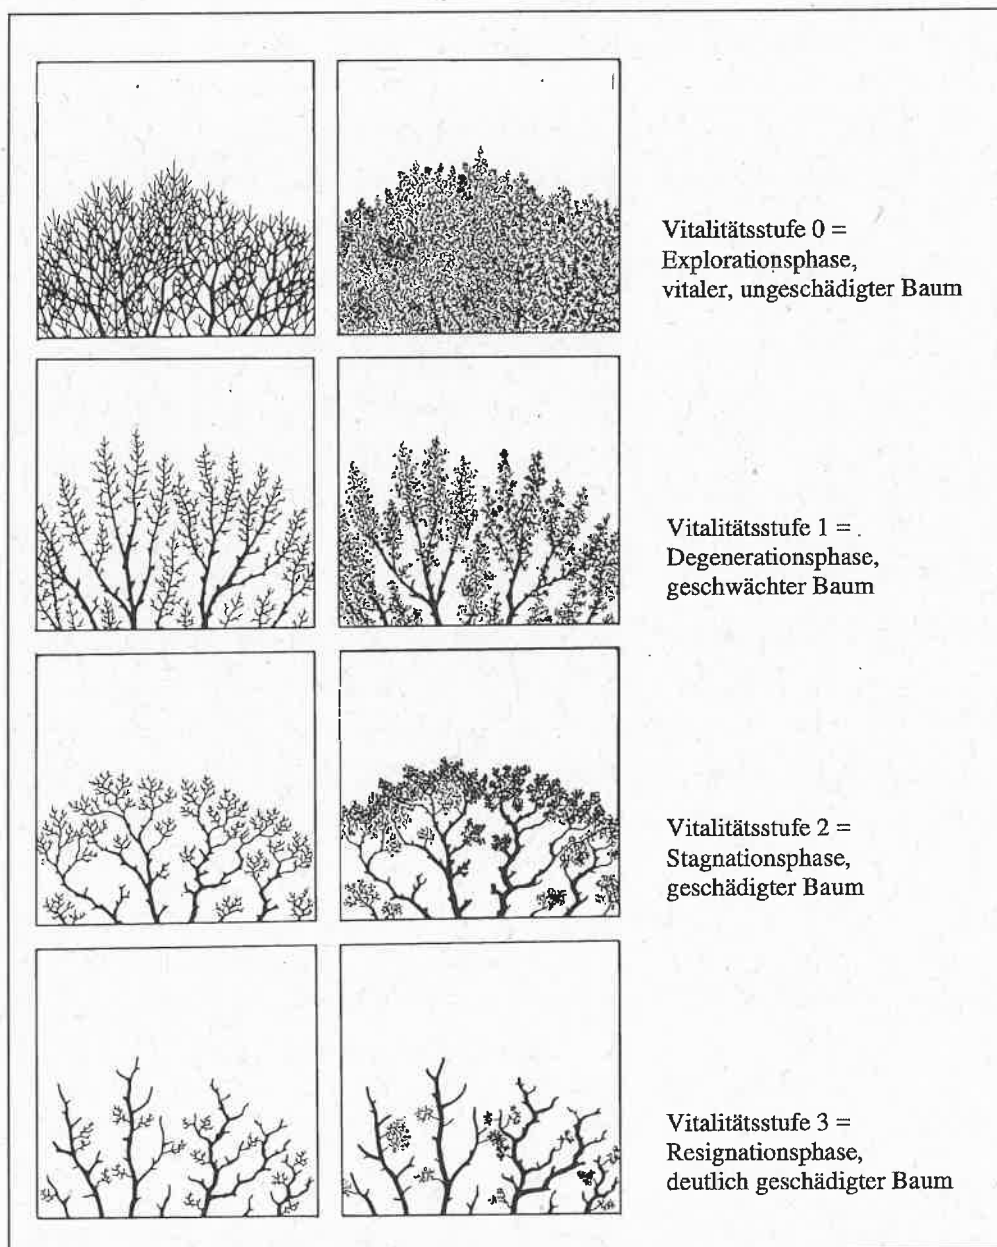 Vitalitätsstufe 0 =
Explorationsphase,
vitaler, ungeschädigter Baum
Vitalitätsstufe 1 =
Degenerationsphase,
geschwächter Baum
Vitalitätsstufe 2 =
Stagnationsphase,
geschädigter Baum
Vitalitätsstufe 3 =
Resignationsphase,
deutlich geschädigter Baum